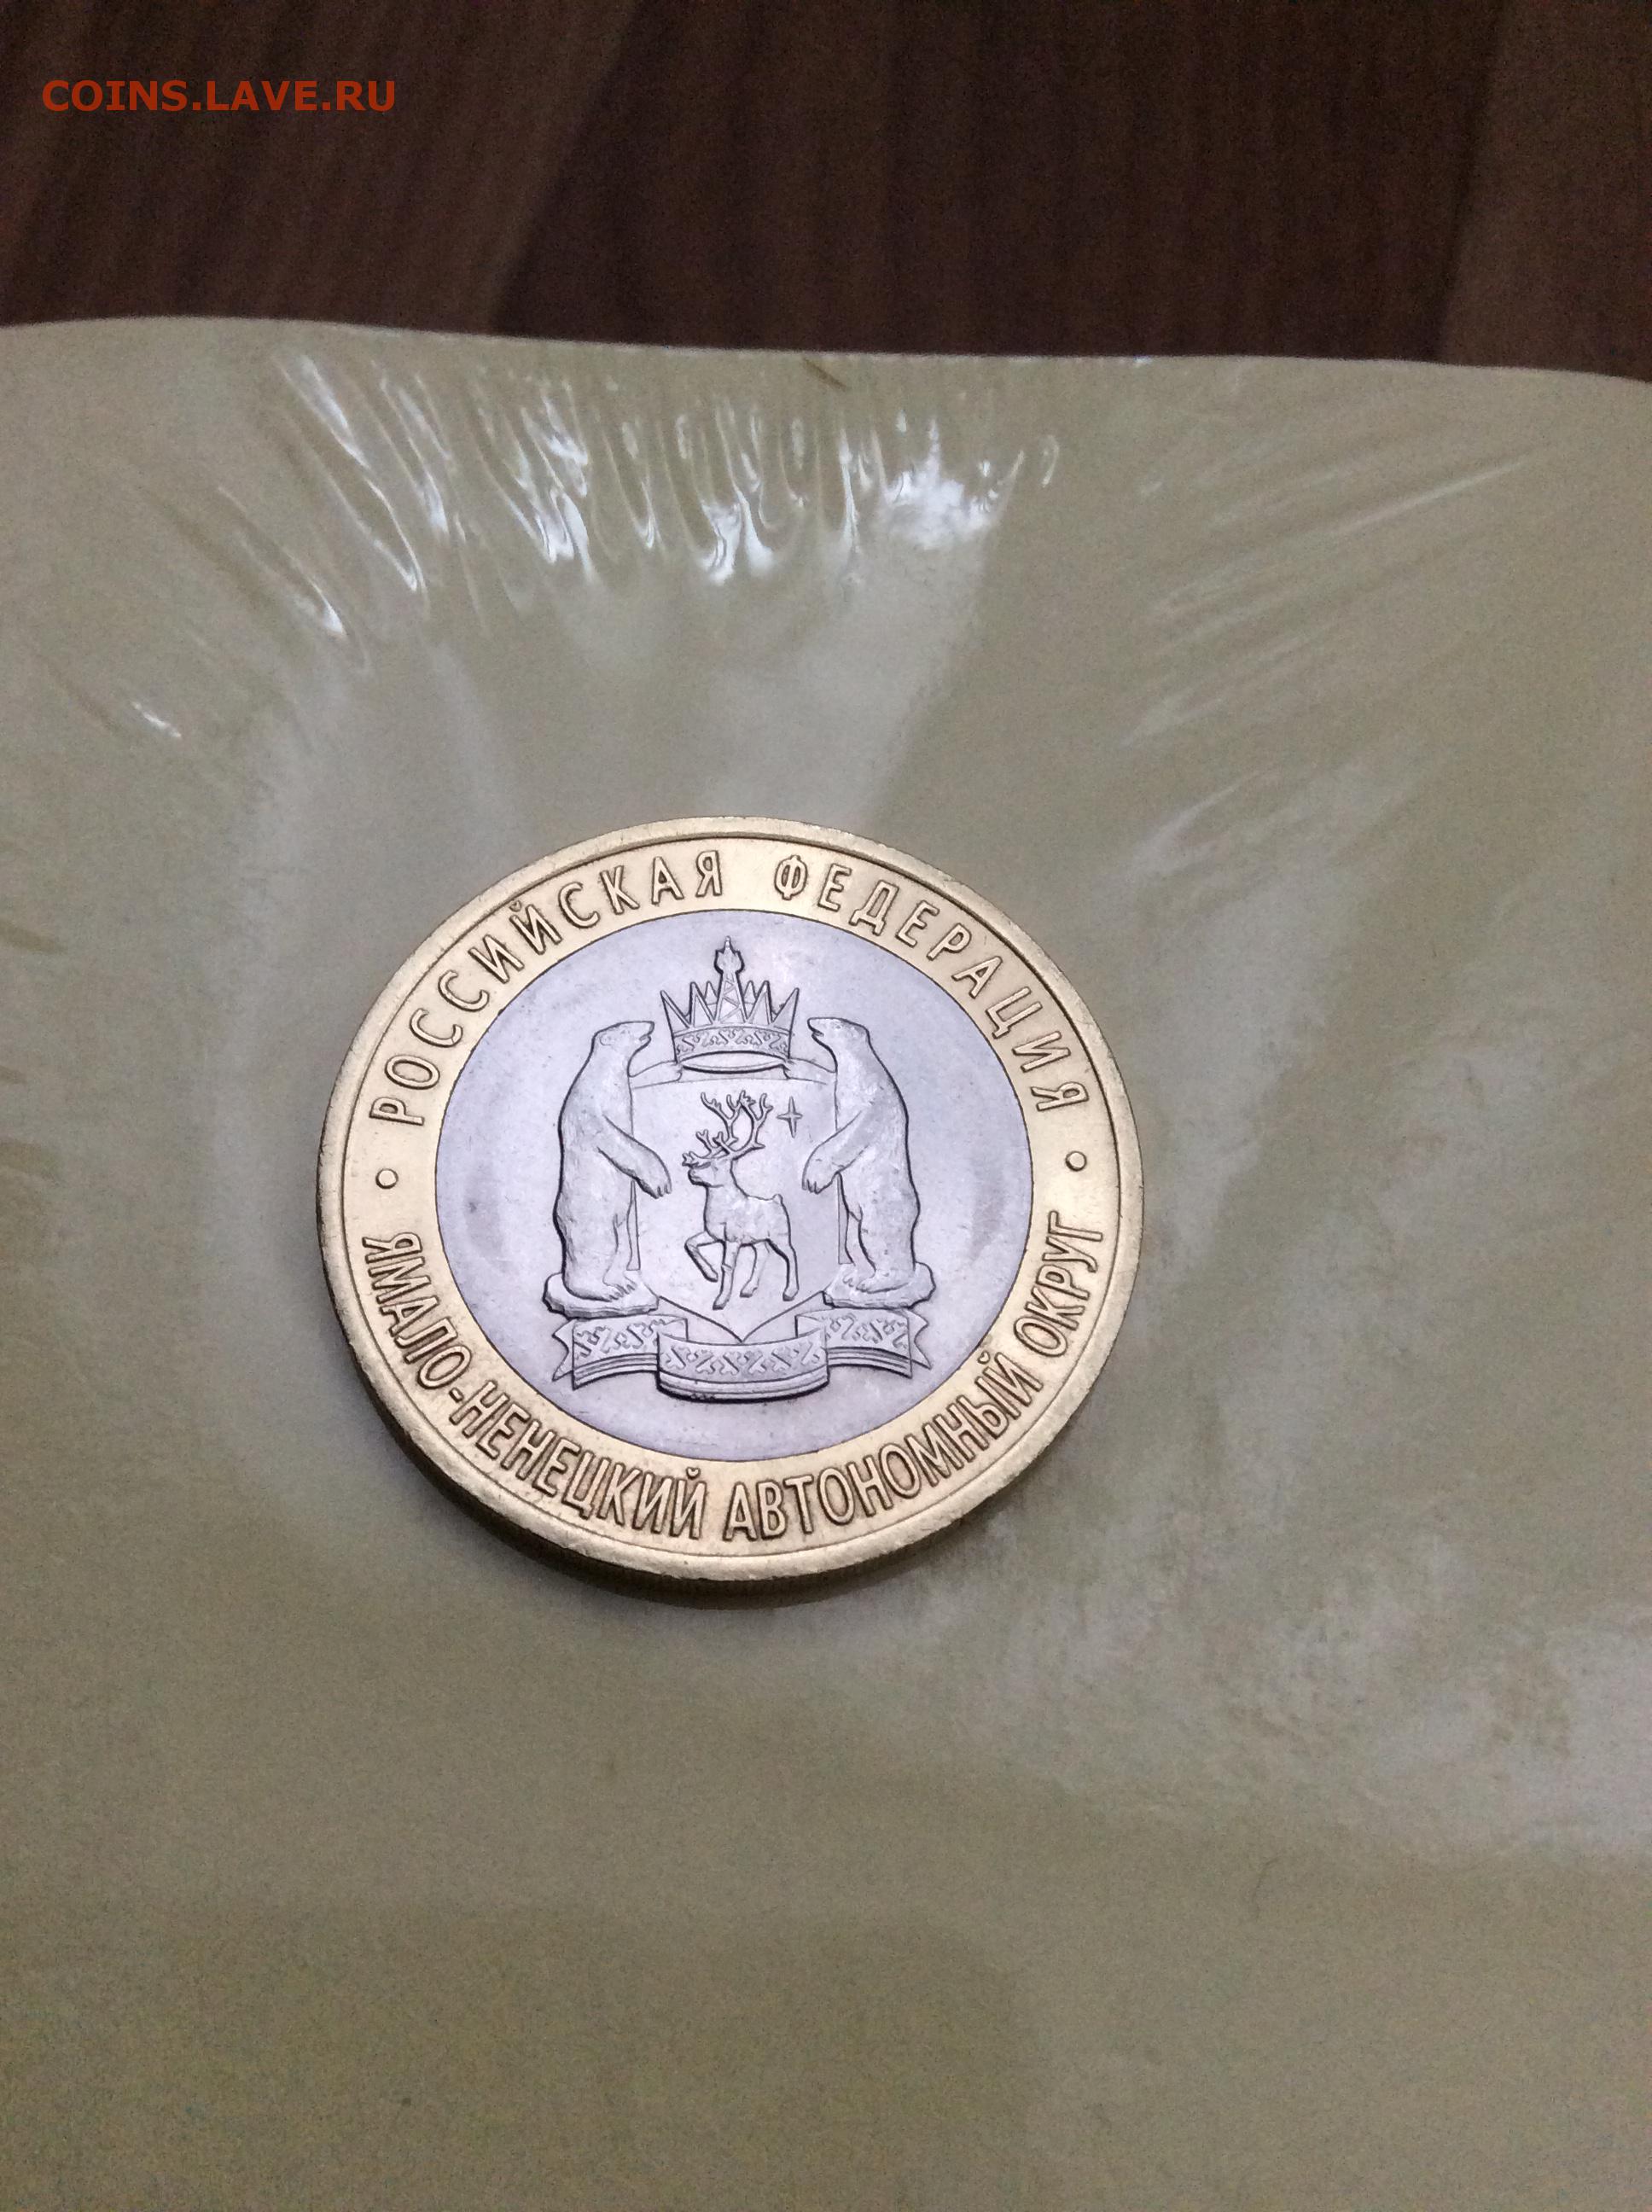 COINS.LAVE.RU
РОССИЙСКАЯ ФЕДЕРАЦИЯ
ЯМАЛО-НЕНЕЦКИЙ АВТОНОМНЫЙ ОКРУГ